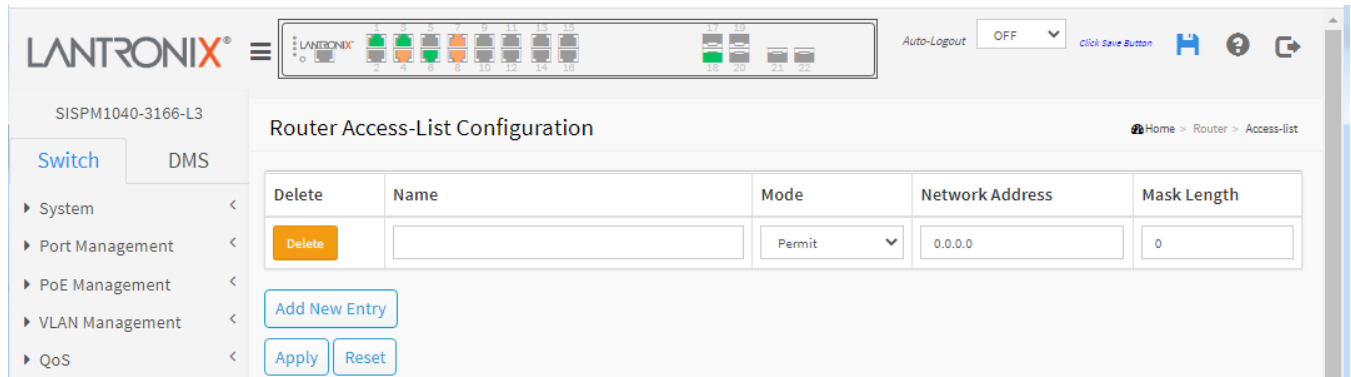 1 3 5 7 9 11 13 15 17 19
LANTRONIX® LANTRONIX Auto-Logout OFF Click Save Button
2 4 6 8 10 12 14 16 18 20 21 22
SISPM1040-3166-L3
Router Access-List Configuration
Home > Router > Access-list
Switch DMS
Delete Name Mode Network Address Mask Length
System
Delete Permit 0.0.0.0 0
Port Management
PoE Management
Add New Entry
VLAN Management
QoS
Apply Reset